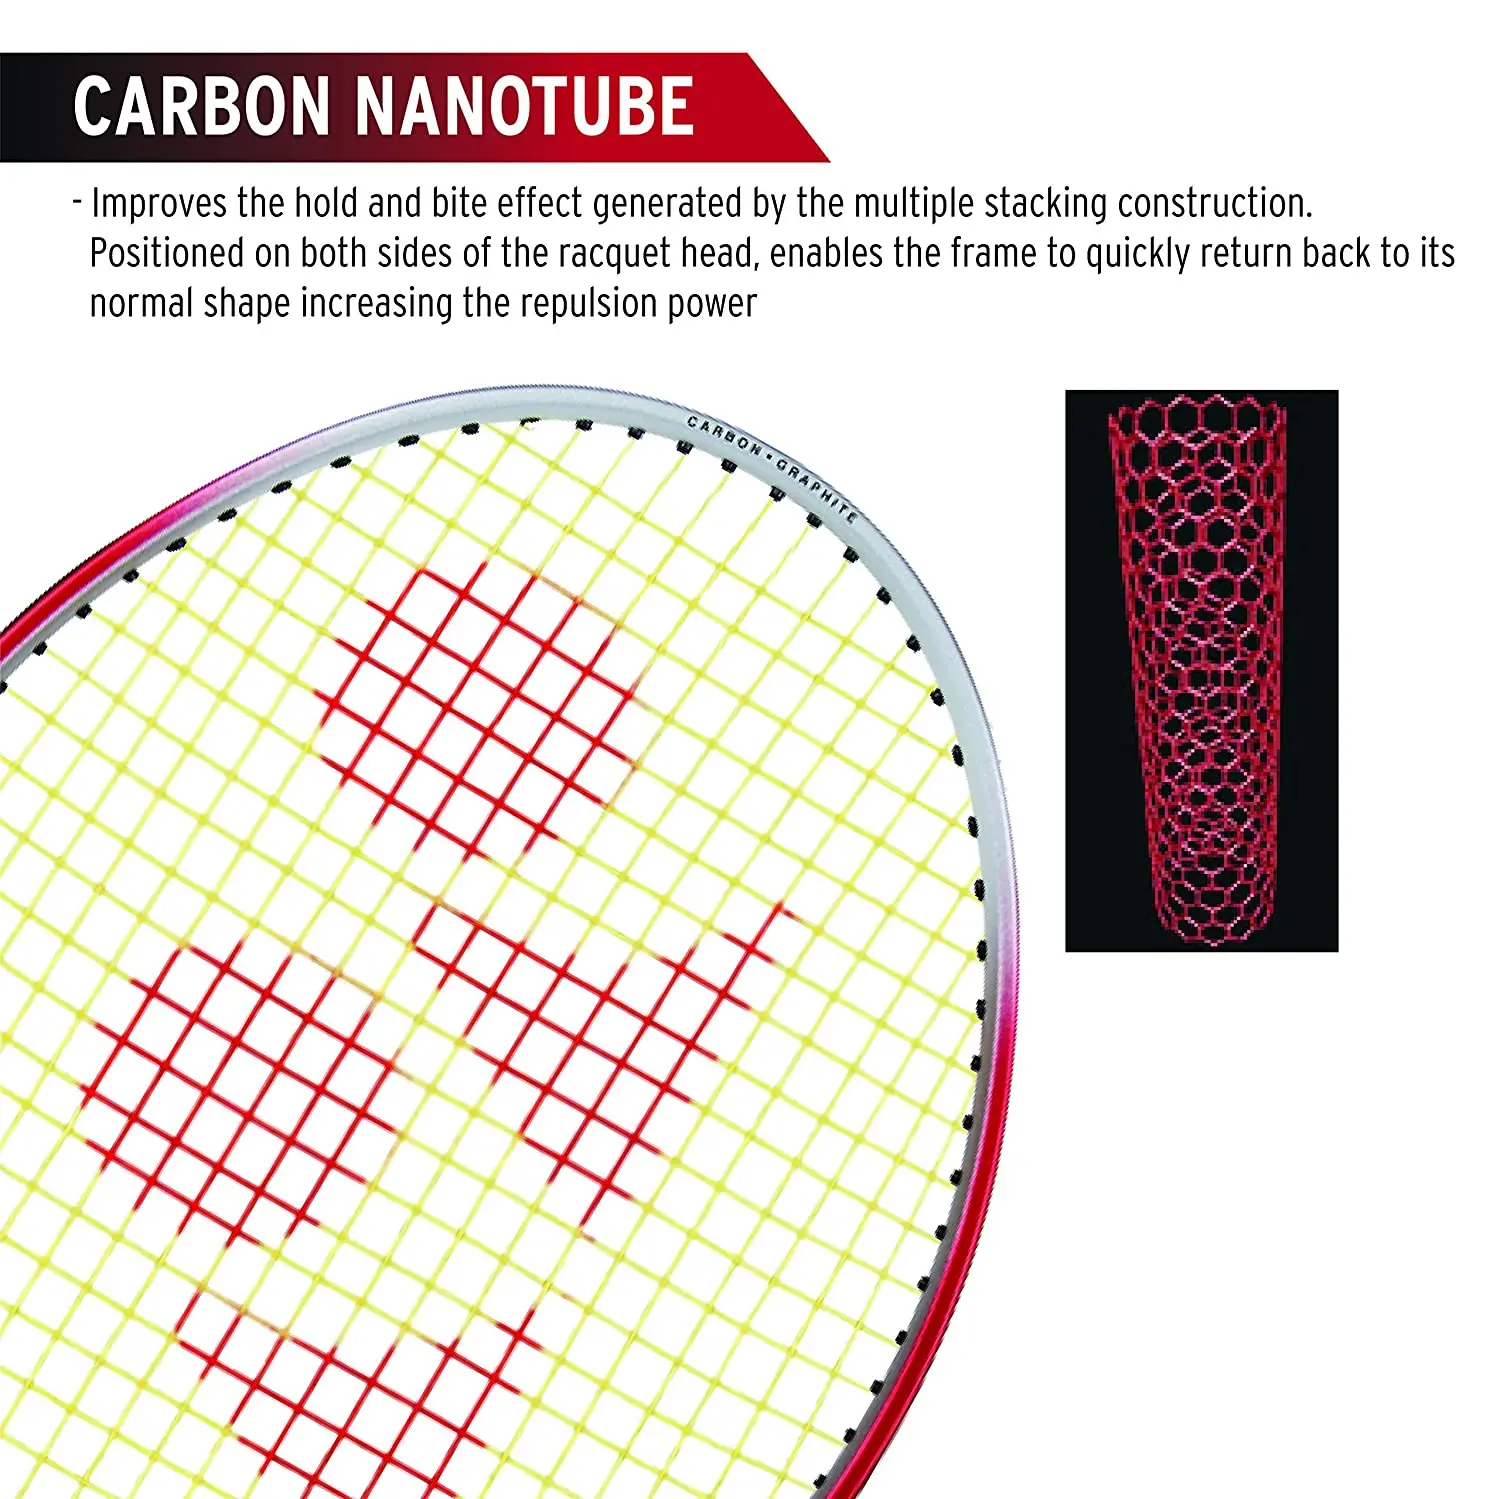 CARBON NANOTUBE
- Improves the hold and bite effect generated by the multiple stacking construction.
Positioned on both sides of the racquet head, enables the frame to quickly return back to its
normal shape increasing the repulsion power
CARBON • GRAPHITE